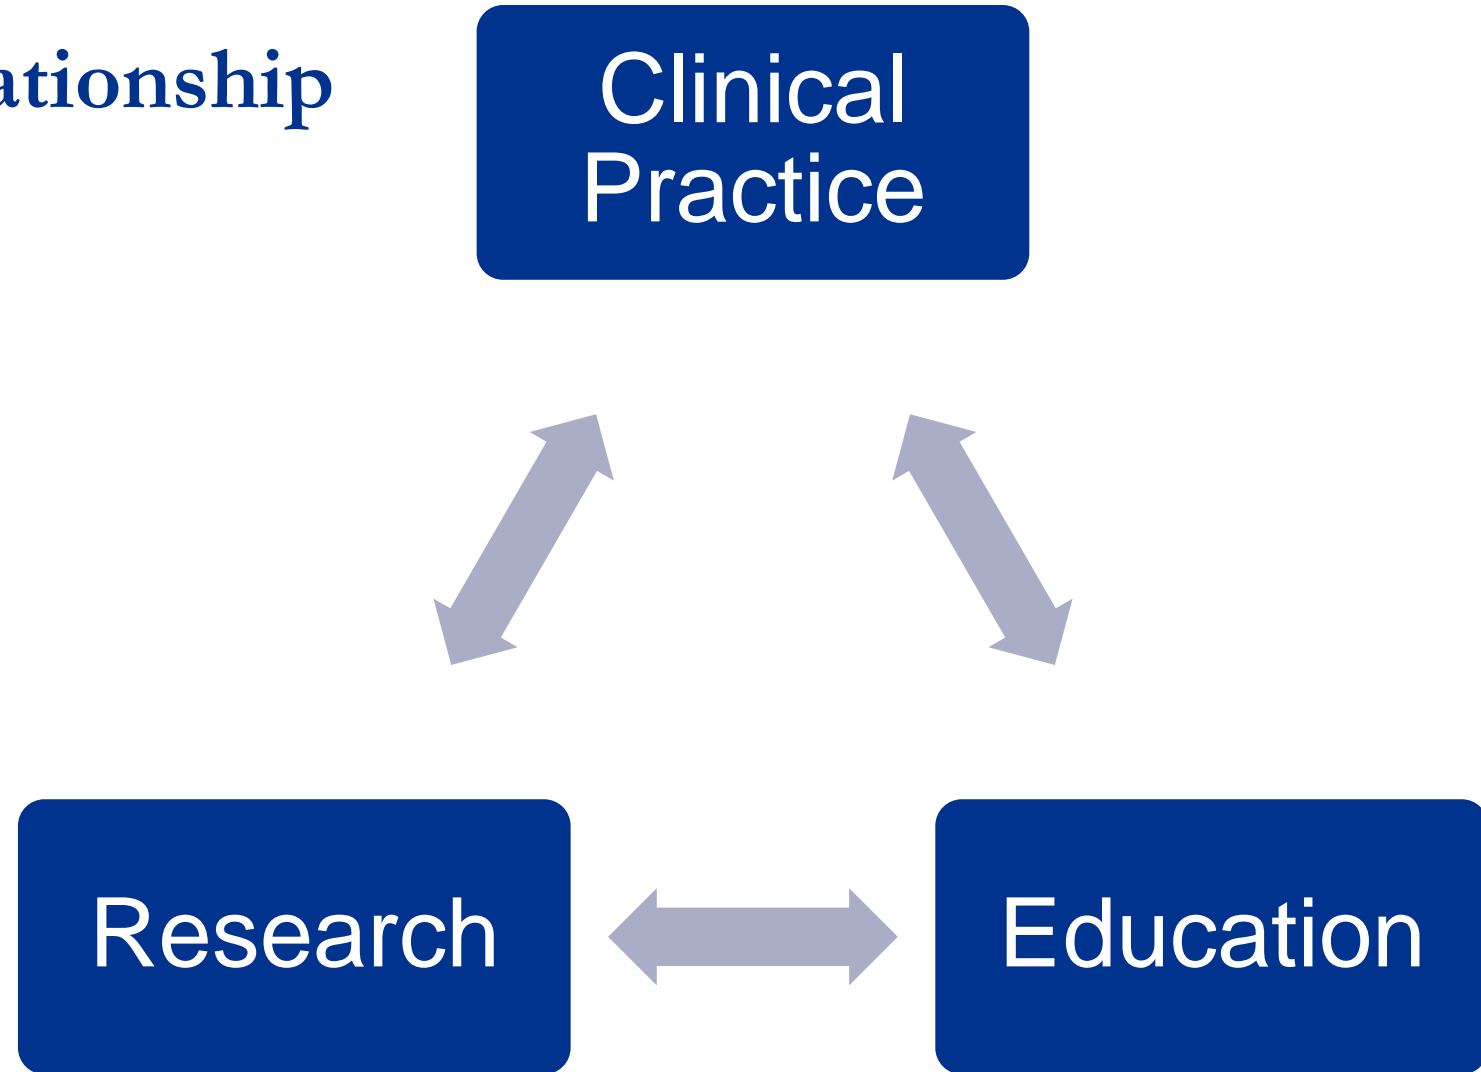 ationship
Clinical
Practice
Research
Education